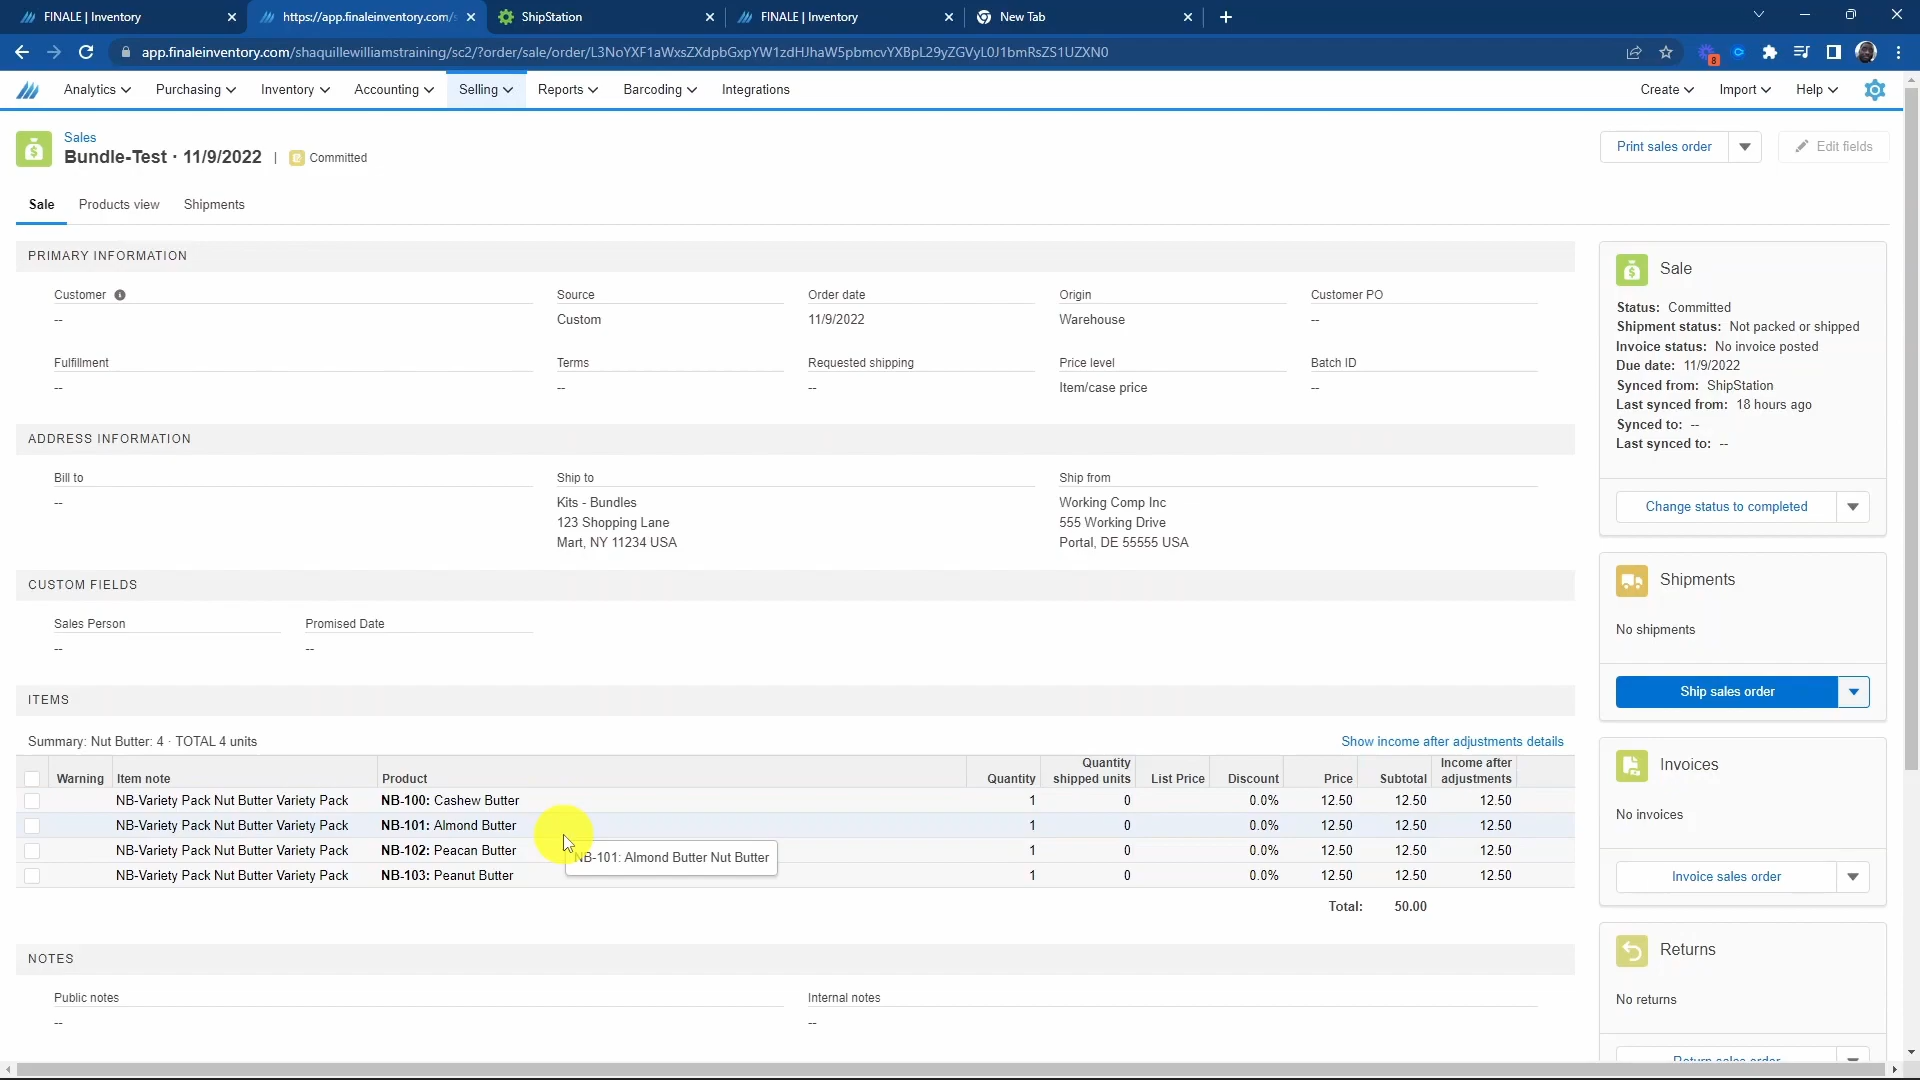 FINALE | Inventory
https://app.finaleinventory.com/s
ShipStation
FINALE | Inventory
New Tab
app.finaleinventory.com/shaquillewilliamstraining/sc2/?order/sale/order/L3NoYXF1aWxsZXdpbGxpYW1zdHJhaW5pbmcvYXBpL29yZGVyL0J1bmRsZS1UZXN0
8
Analytics
Purchasing
Inventory
Accounting
Selling
Reports
Barcoding
Integrations
Create
Import
Help
Sales
Bundle-Test · 11/9/2022 | Committed
Print sales order
Edit fields
Sale
Products view
Shipments
PRIMARY INFORMATION
Customer
--
Source
Custom
Order date
11/9/2022
Origin
Warehouse
Customer PO
--
Fulfillment
--
Terms
--
Requested shipping
--
Price level
Item/case price
Batch ID
--
ADDRESS INFORMATION
Bill to
--
Ship to
Kits - Bundles
123 Shopping Lane
Mart, NY 11234 USA
Ship from
Working Comp Inc
555 Working Drive
Portal, DE 55555 USA
CUSTOM FIELDS
Sales Person
--
Promised Date
--
ITEMS
Summary: Nut Butter: 4 · TOTAL 4 units
Show income after adjustments details
Warning Item note Product Quantity Quantity shipped units List Price Discount Price Subtotal Income after adjustments
NB-Variety Pack Nut Butter Variety Pack NB-100: Cashew Butter 1 0 0.0% 12.50 12.50 12.50
NB-Variety Pack Nut Butter Variety Pack NB-101: Almond Butter 1 0 0.0% 12.50 12.50 12.50
NB-Variety Pack Nut Butter Variety Pack NB-102: Peacan Butter 1 0 0.0% 12.50 12.50 12.50
NB-101: Almond Butter Nut Butter
NB-Variety Pack Nut Butter Variety Pack NB-103: Peanut Butter 1 0 0.0% 12.50 12.50 12.50
Total: 50.00
NOTES
Public notes
--
Internal notes
--
Sale
Status: Committed
Shipment status: Not packed or shipped
Invoice status: No invoice posted
Due date: 11/9/2022
Synced from: ShipStation
Last synced from: 18 hours ago
Synced to: --
Last synced to: --
Change status to completed
Shipments
No shipments
Ship sales order
Invoices
No invoices
Invoice sales order
Returns
No returns
Return sales order